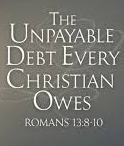 THE
UNPAYABLE
DEBT EVERY
CHRISTIAN
OWES
ROMANS 13:8-10